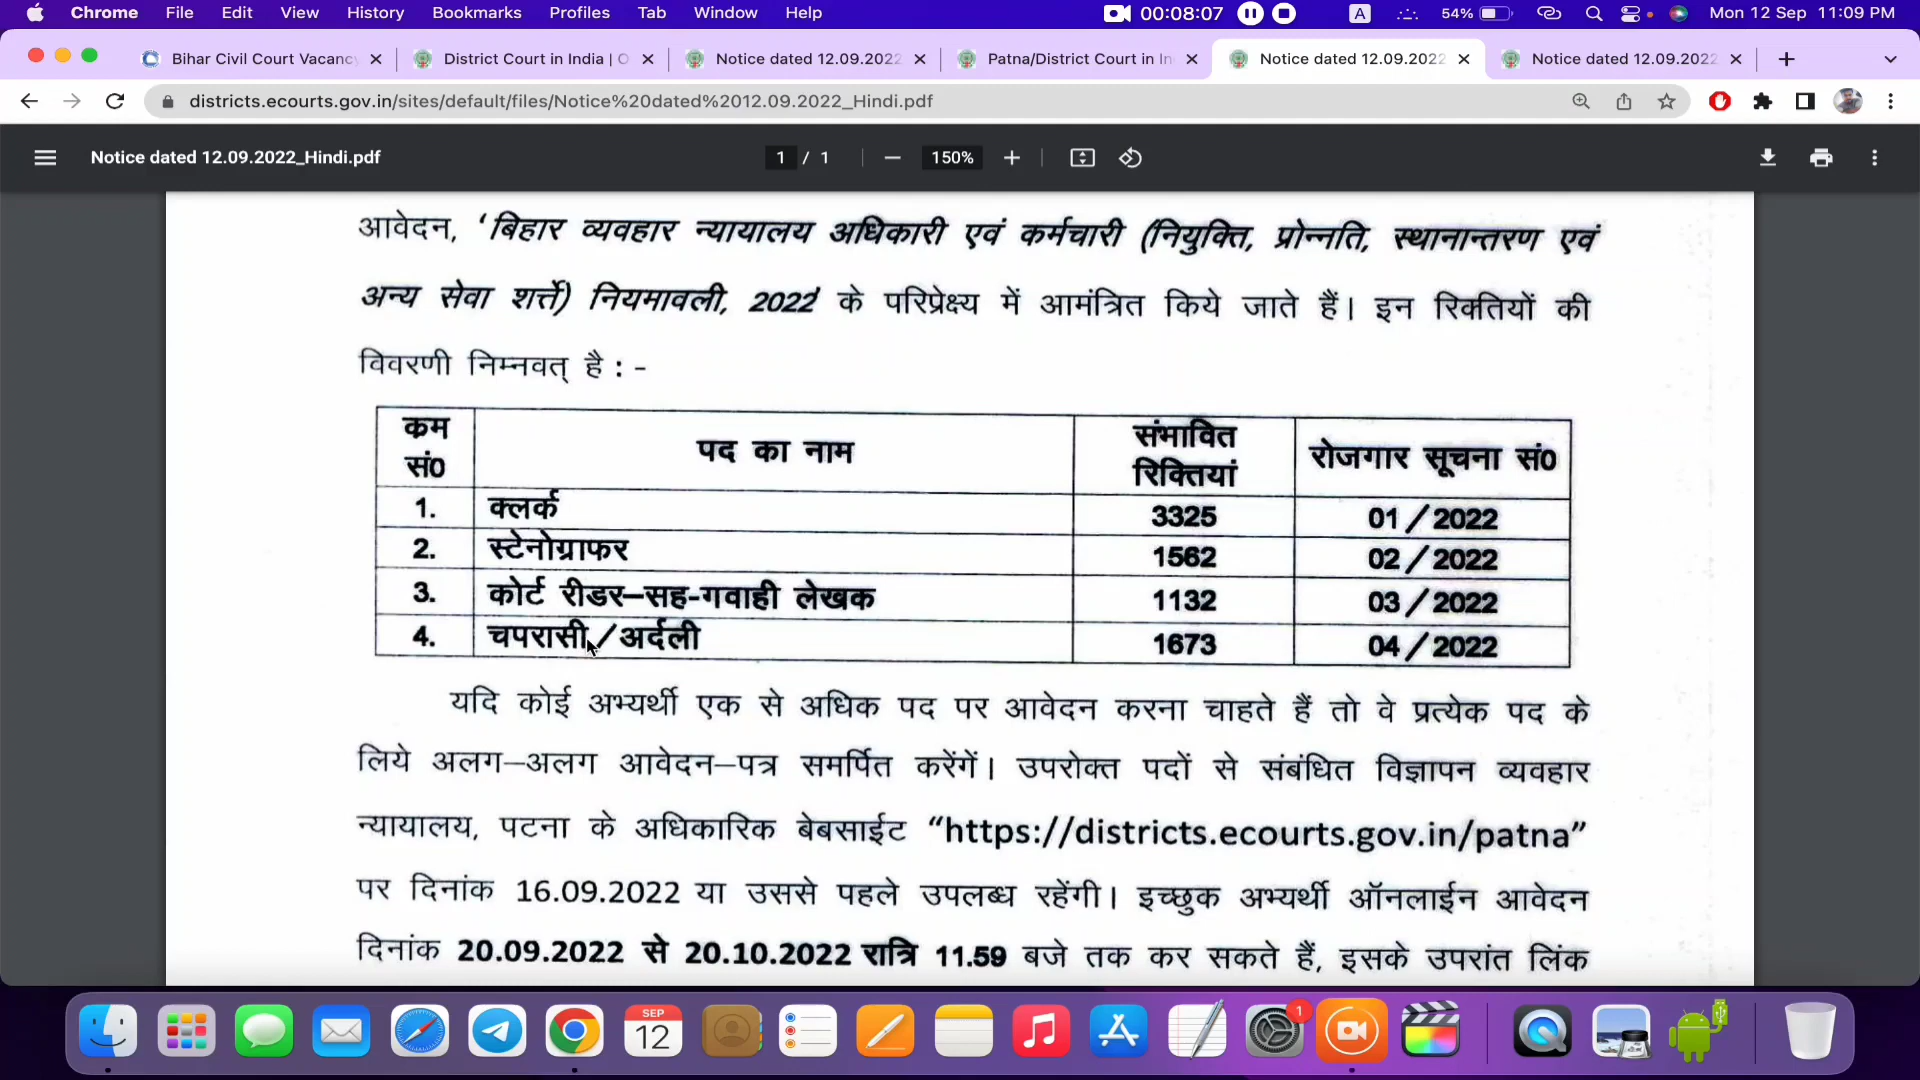 Chrome File Edit View History Bookmarks Profiles Tab Window Help 00:08:07 A 54% Mon 12 Sep 11:09 PM
Bihar Civil Court Vacancy District Court in India | O Notice dated 12.09.2022 Patna/District Court in In Notice dated 12.09.2022 Notice dated 12.09.2022
districts.ecourts.gov.in/sites/default/files/Notice%20dated%2012.09.2022_Hindi.pdf
Notice dated 12.09.2022_Hindi.pdf 1 / 1 150%
आवेदन, ‘बिहार व्यवहार न्यायालय अधिकारी एवं कर्मचारी (नियुक्ति, प्रोन्नति, स्थानान्तरण एवं
अन्य सेवा शर्त्ते) नियमावली, 2022’ के परिप्रेक्ष्य में आमंत्रित किये जाते हैं। इन रिक्तियों की
विवरणी निम्नवत् है : -
क्रम सं0 पद का नाम संभावित रिक्तियां रोजगार सूचना सं0
1. क्लर्क 3325 01/2022
2. स्टेनोग्राफर 1562 02/2022
3. कोर्ट रीडर–सह-गवाही लेखक 1132 03/2022
4. चपरासी/अर्दली 1673 04/2022
यदि कोई अभ्यर्थी एक से अधिक पद पर आवेदन करना चाहते हैं तो वे प्रत्येक पद के
लिये अलग–अलग आवेदन–पत्र समर्पित करेंगें। उपरोक्त पदों से संबंधित विज्ञापन व्यवहार
न्यायालय, पटना के अधिकारिक बेबसाईट “https://districts.ecourts.gov.in/patna”
पर दिनांक 16.09.2022 या उससे पहले उपलब्ध रहेंगी। इच्छुक अभ्यर्थी ऑनलाईन आवेदन
दिनांक 20.09.2022 से 20.10.2022 रात्रि 11.59 बजे तक कर सकते हैं, इसके उपरांत लिंक
SEP
12
1